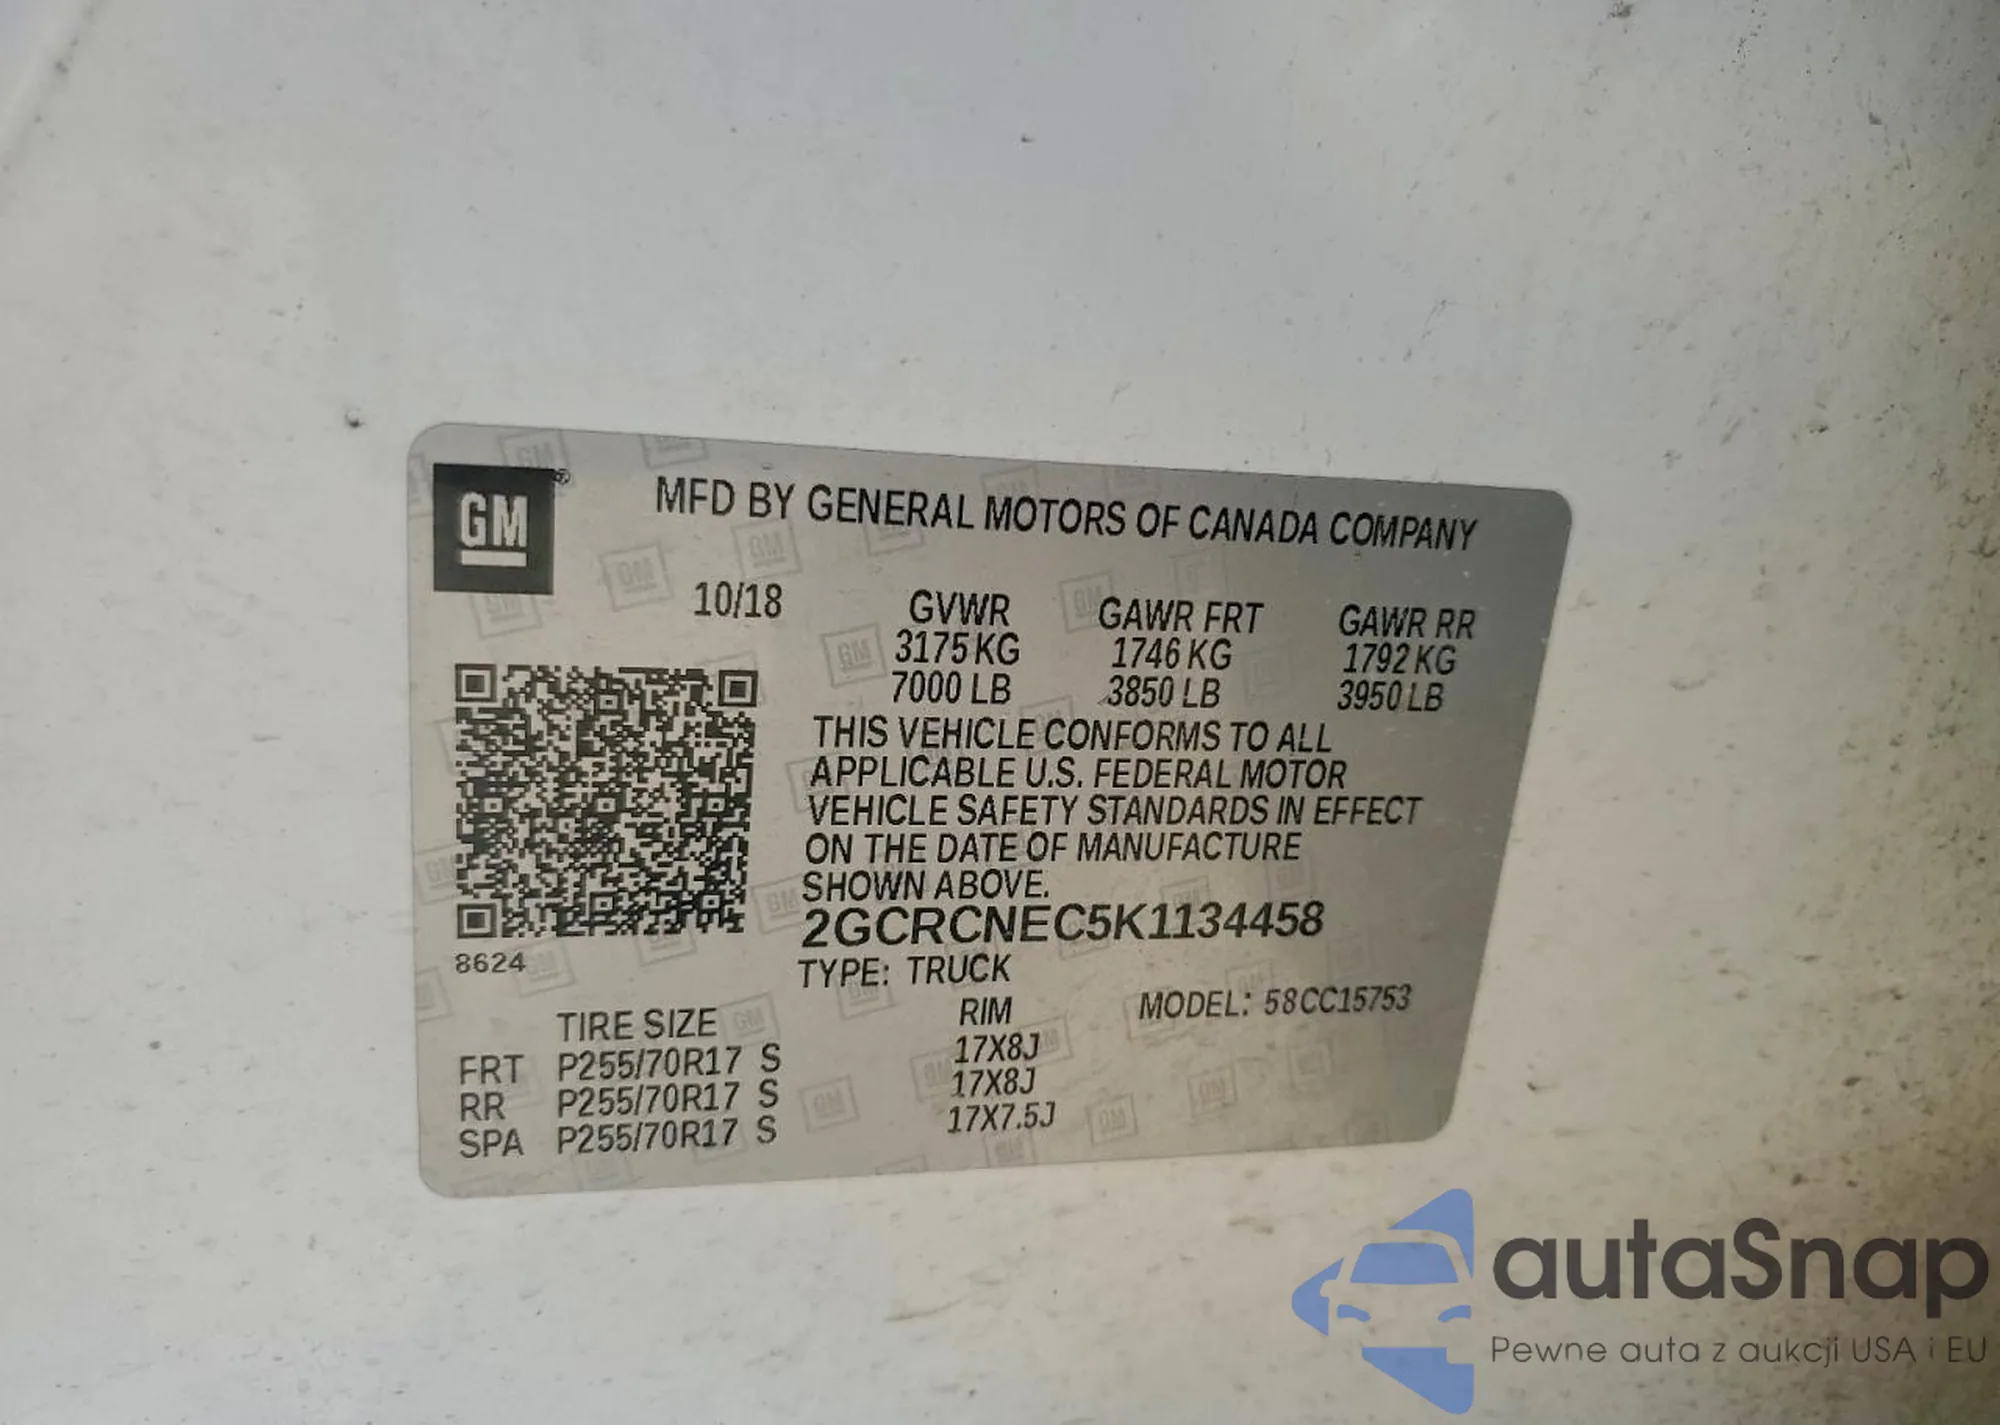 GM®
MFD BY GENERAL MOTORS OF CANADA COMPANY
10/18
GVWR GAWR FRT GAWR RR
3175 KG 1746 KG 1792 KG
7000 LB 3850 LB 3950 LB
THIS VEHICLE CONFORMS TO ALL
APPLICABLE U.S. FEDERAL MOTOR
VEHICLE SAFETY STANDARDS IN EFFECT
ON THE DATE OF MANUFACTURE
SHOWN ABOVE.
2GCRCNEC5K1134458
8624
TYPE: TRUCK
MODEL: 58CC15753
TIRE SIZE RIM
FRT P255/70R17 S 17X8J
RR P255/70R17 S 17X8J
SPA P255/70R17 S 17X7.5J
autaSnap
Pewne auta z aukcji USA i EU